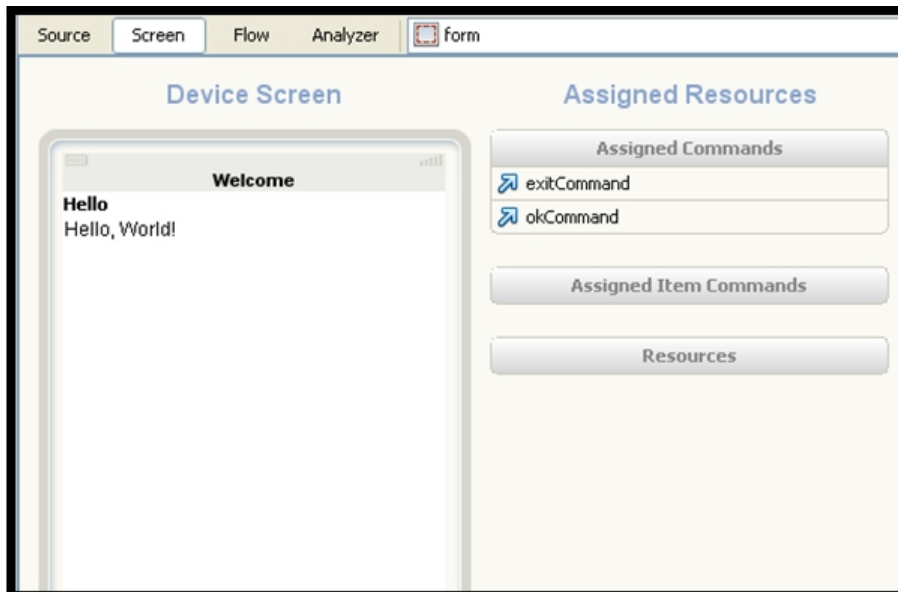 Source Screen Flow Analyzer form
Device Screen
Welcome
Hello
Hello, World!
Assigned Resources
Assigned Commands
exitCommand
okCommand
Assigned Item Commands
Resources